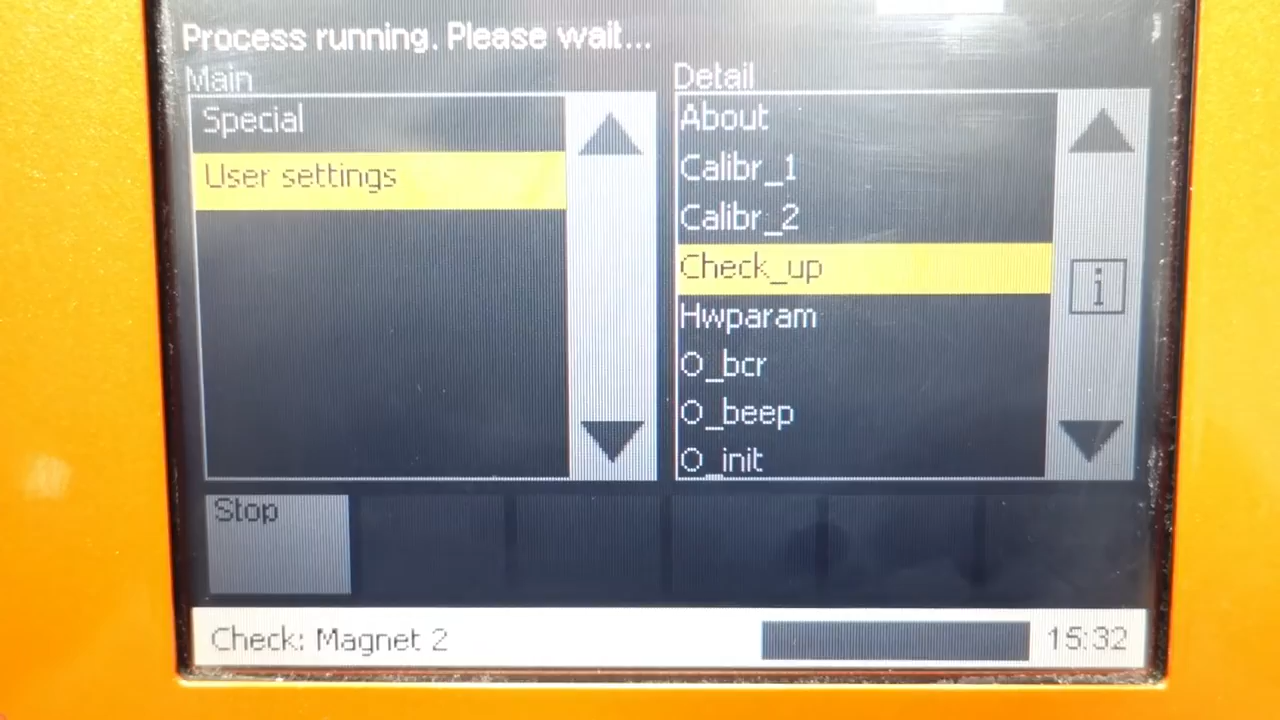 Process running. Please wait...
Main
Special
User settings
Detail
About
Calibr_1
Calibr_2
Check_up
Hwparam
O_bcr
O_beep
O_init
i
Stop
Check: Magnet 2
15:32